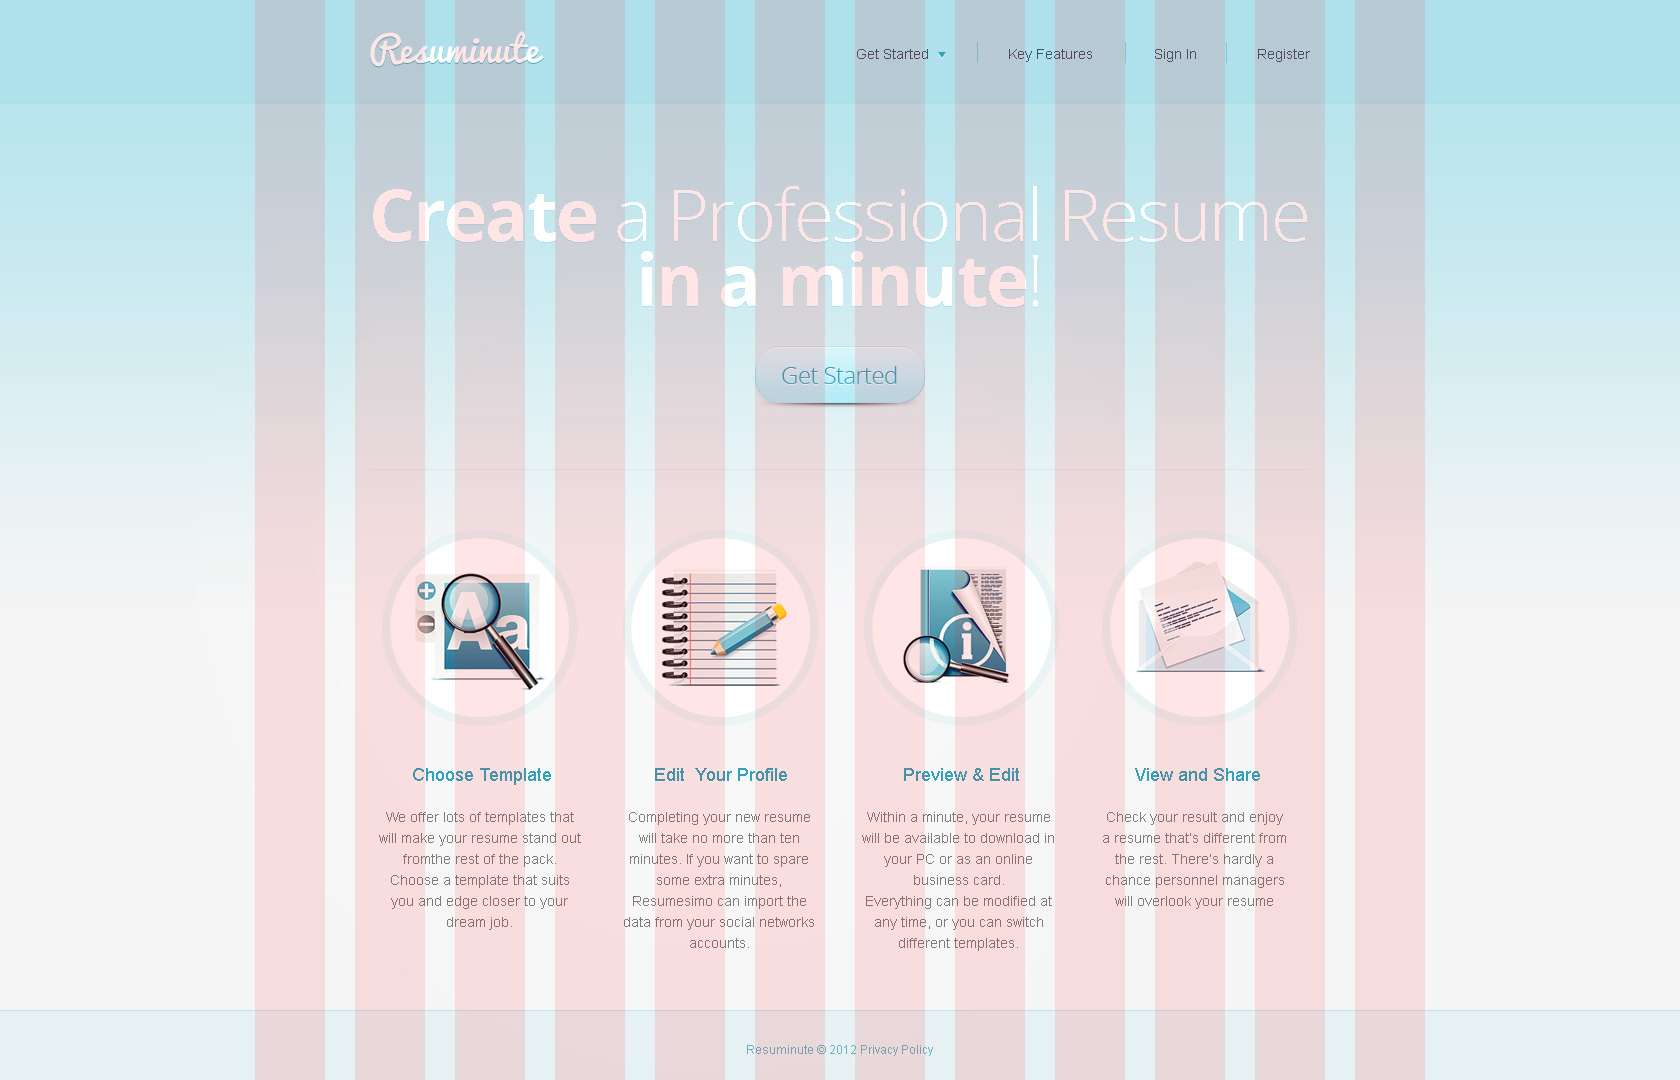 Resuminute
Get Started
Key Features
Sign In
Register
Create a Professional Resume
in a minute!
Get Started
Aa
i
Choose Template
We offer lots of templates that
will make your resume stand out
fromthe rest of the pack.
Choose a template that suits
you and edge closer to your
dream job.
Edit  Your Profile
Completing your new resume
will take no more than ten
minutes. If you want to spare
some extra minutes,
Resumesimo can import the
data from your social networks
accounts.
Preview & Edit
Within a minute, your resume
will be available to download in
your PC or as an online
business card.
Everything can be modified at
any time, or you can switch
different templates.
View and Share
Check your result and enjoy
a resume that's different from
the rest. There's hardly a
chance personnel managers
will overlook your resume
Resuminute © 2012 Privacy Policy